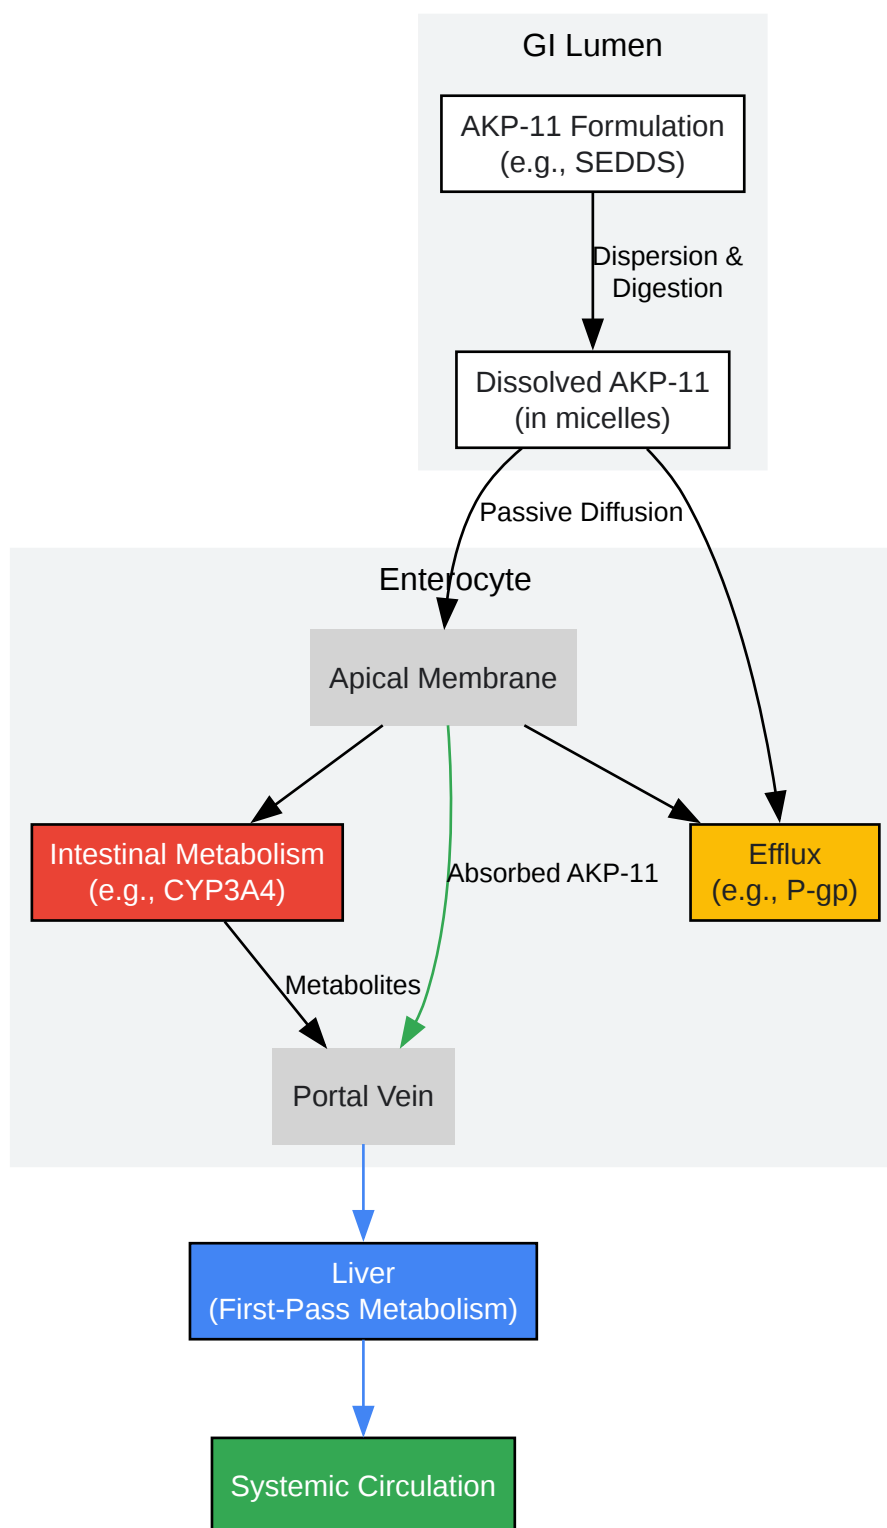 GI Lumen
AKP-11 Formulation
(e.g., SEDDS)
Dispersion &
Digestion
Dissolved AKP-11
(in micelles)
Passive Diffusion
Enterocyte
Apical Membrane
Intestinal Metabolism
(e.g., CYP3A4)
Efflux
(e.g., P-gp)
Absorbed AKP-11
Metabolites
Portal Vein
Liver
(First-Pass Metabolism)
Systemic Circulation